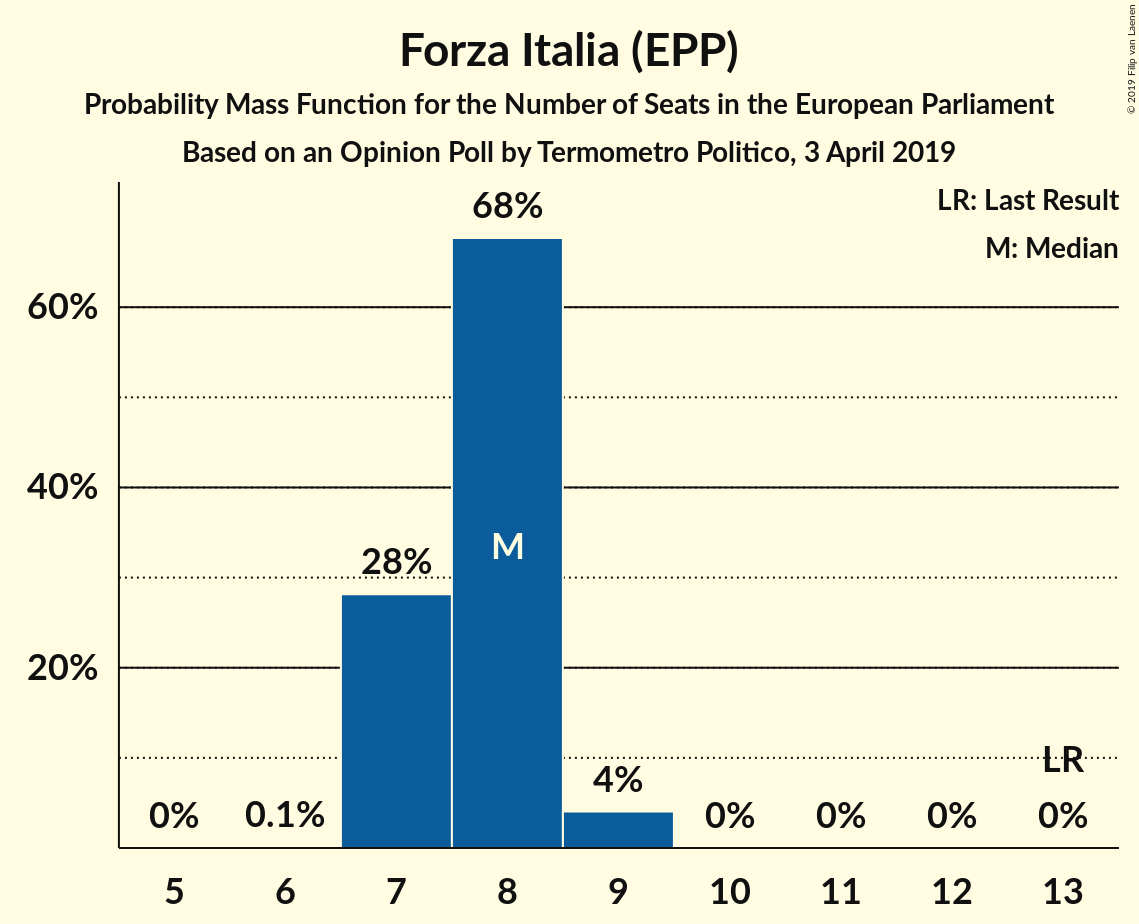 Forza Italia (EPP)
Probability Mass Function for the Number of Seats in the European Parliament
Based on an Opinion Poll by Termometro Politico, 3 April 2019
© 2019 Filip van Laenen
LR: Last Result
M: Median
68%
60%
40%
M
28%
20%
LR
4%
0% 0.1% 0% 0% 0% 0%
5 6 7 8 9 10 11 12 13